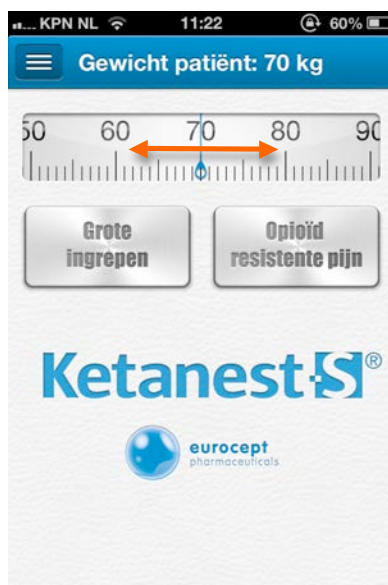 KPN NL 11:22 60%
Gewicht patiënt: 70 kg
50 60 70 80 90
Grote
ingrepen
Opioïd
resistente pijn
Ketanest-S®
eurocept
pharmaceuticals